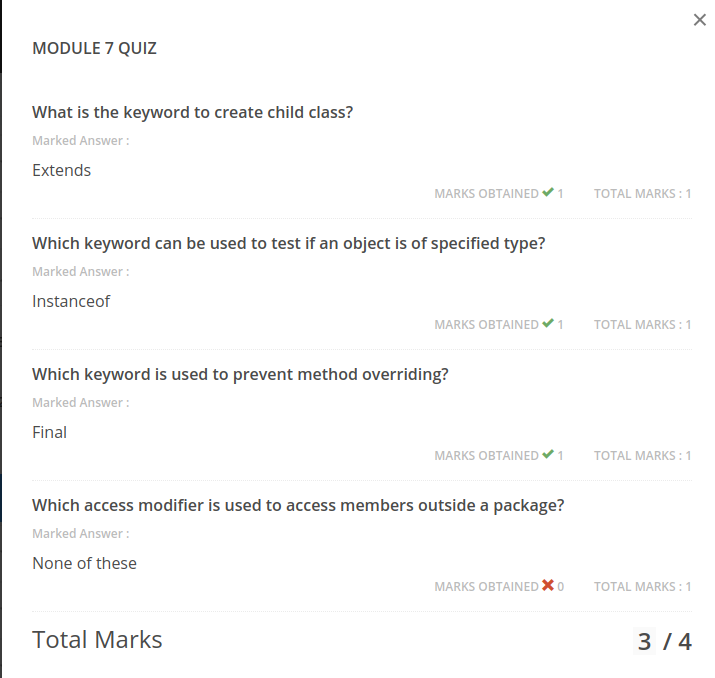 MODULE 7 QUIZ
What is the keyword to create child class?
Marked Answer :
Extends
MARKS OBTAINED ✔ 1 TOTAL MARKS : 1
Which keyword can be used to test if an object is of specified type?
Marked Answer :
Instanceof
MARKS OBTAINED ✔ 1 TOTAL MARKS : 1
Which keyword is used to prevent method overriding?
Marked Answer :
Final
MARKS OBTAINED ✔ 1 TOTAL MARKS : 1
Which access modifier is used to access members outside a package?
Marked Answer :
None of these
MARKS OBTAINED ✖ 0 TOTAL MARKS : 1
Total Marks 3 / 4